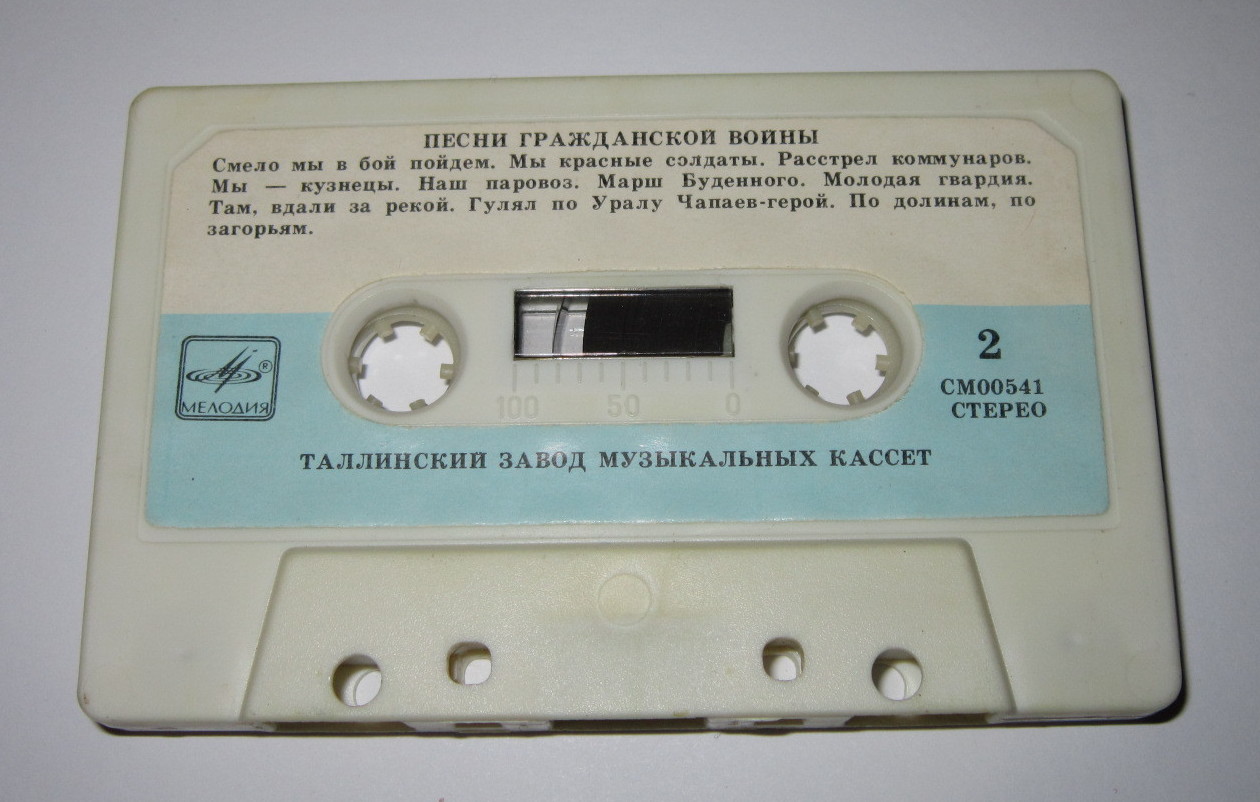 ПЕСНИ ГРАЖДАНСКОЙ ВОЙНЫ
Смело мы в бой пойдем. Мы красные солдаты. Расстрел коммунаров.
Мы — кузнецы. Наш паровоз. Марш Буденного. Молодая гвардия.
Там, вдали за рекой. Гулял по Уралу Чапаев-герой. По долинам, по
загорьям.
2
СМ00541
СТЕРЕО
®
МЕЛОДИЯ
100 50 0
ТАЛЛИНСКИЙ ЗАВОД МУЗЫКАЛЬНЫХ КАССЕТ